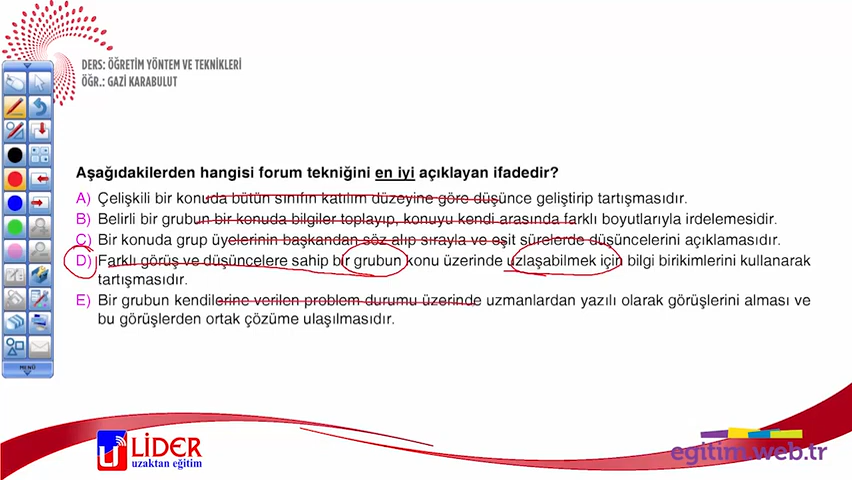 DERS: ÖĞRETİM YÖNTEM VE TEKNİKLERİ
ÖĞR.: GAZİ KARABULUT
Aşağıdakilerden hangisi forum tekniğini en iyi açıklayan ifadedir?
A) Çelişkili bir konuda bütün sınıfın katılım düzeyine göre düşünce geliştirip tartışmasıdır.
B) Belirli bir grubun bir konuda bilgiler toplayıp, konuyu kendi arasında farklı boyutlarıyla irdelemesidir.
C) Bir konuda grup üyelerinin başkandan söz alıp sırayla ve eşit sürelerde düşüncelerini açıklamasıdır.
D) Farklı görüş ve düşüncelere sahip bir grubun konu üzerinde uzlaşabilmek için bilgi birikimlerini kullanarak
tartışmasıdır.
E) Bir grubun kendilerine verilen problem durumu üzerinde uzmanlardan yazılı olarak görüşlerini alması ve
bu görüşlerden ortak çözüme ulaşılmasıdır.
MENÜ
LİDER
uzaktan eğitim
egitim.web.tr